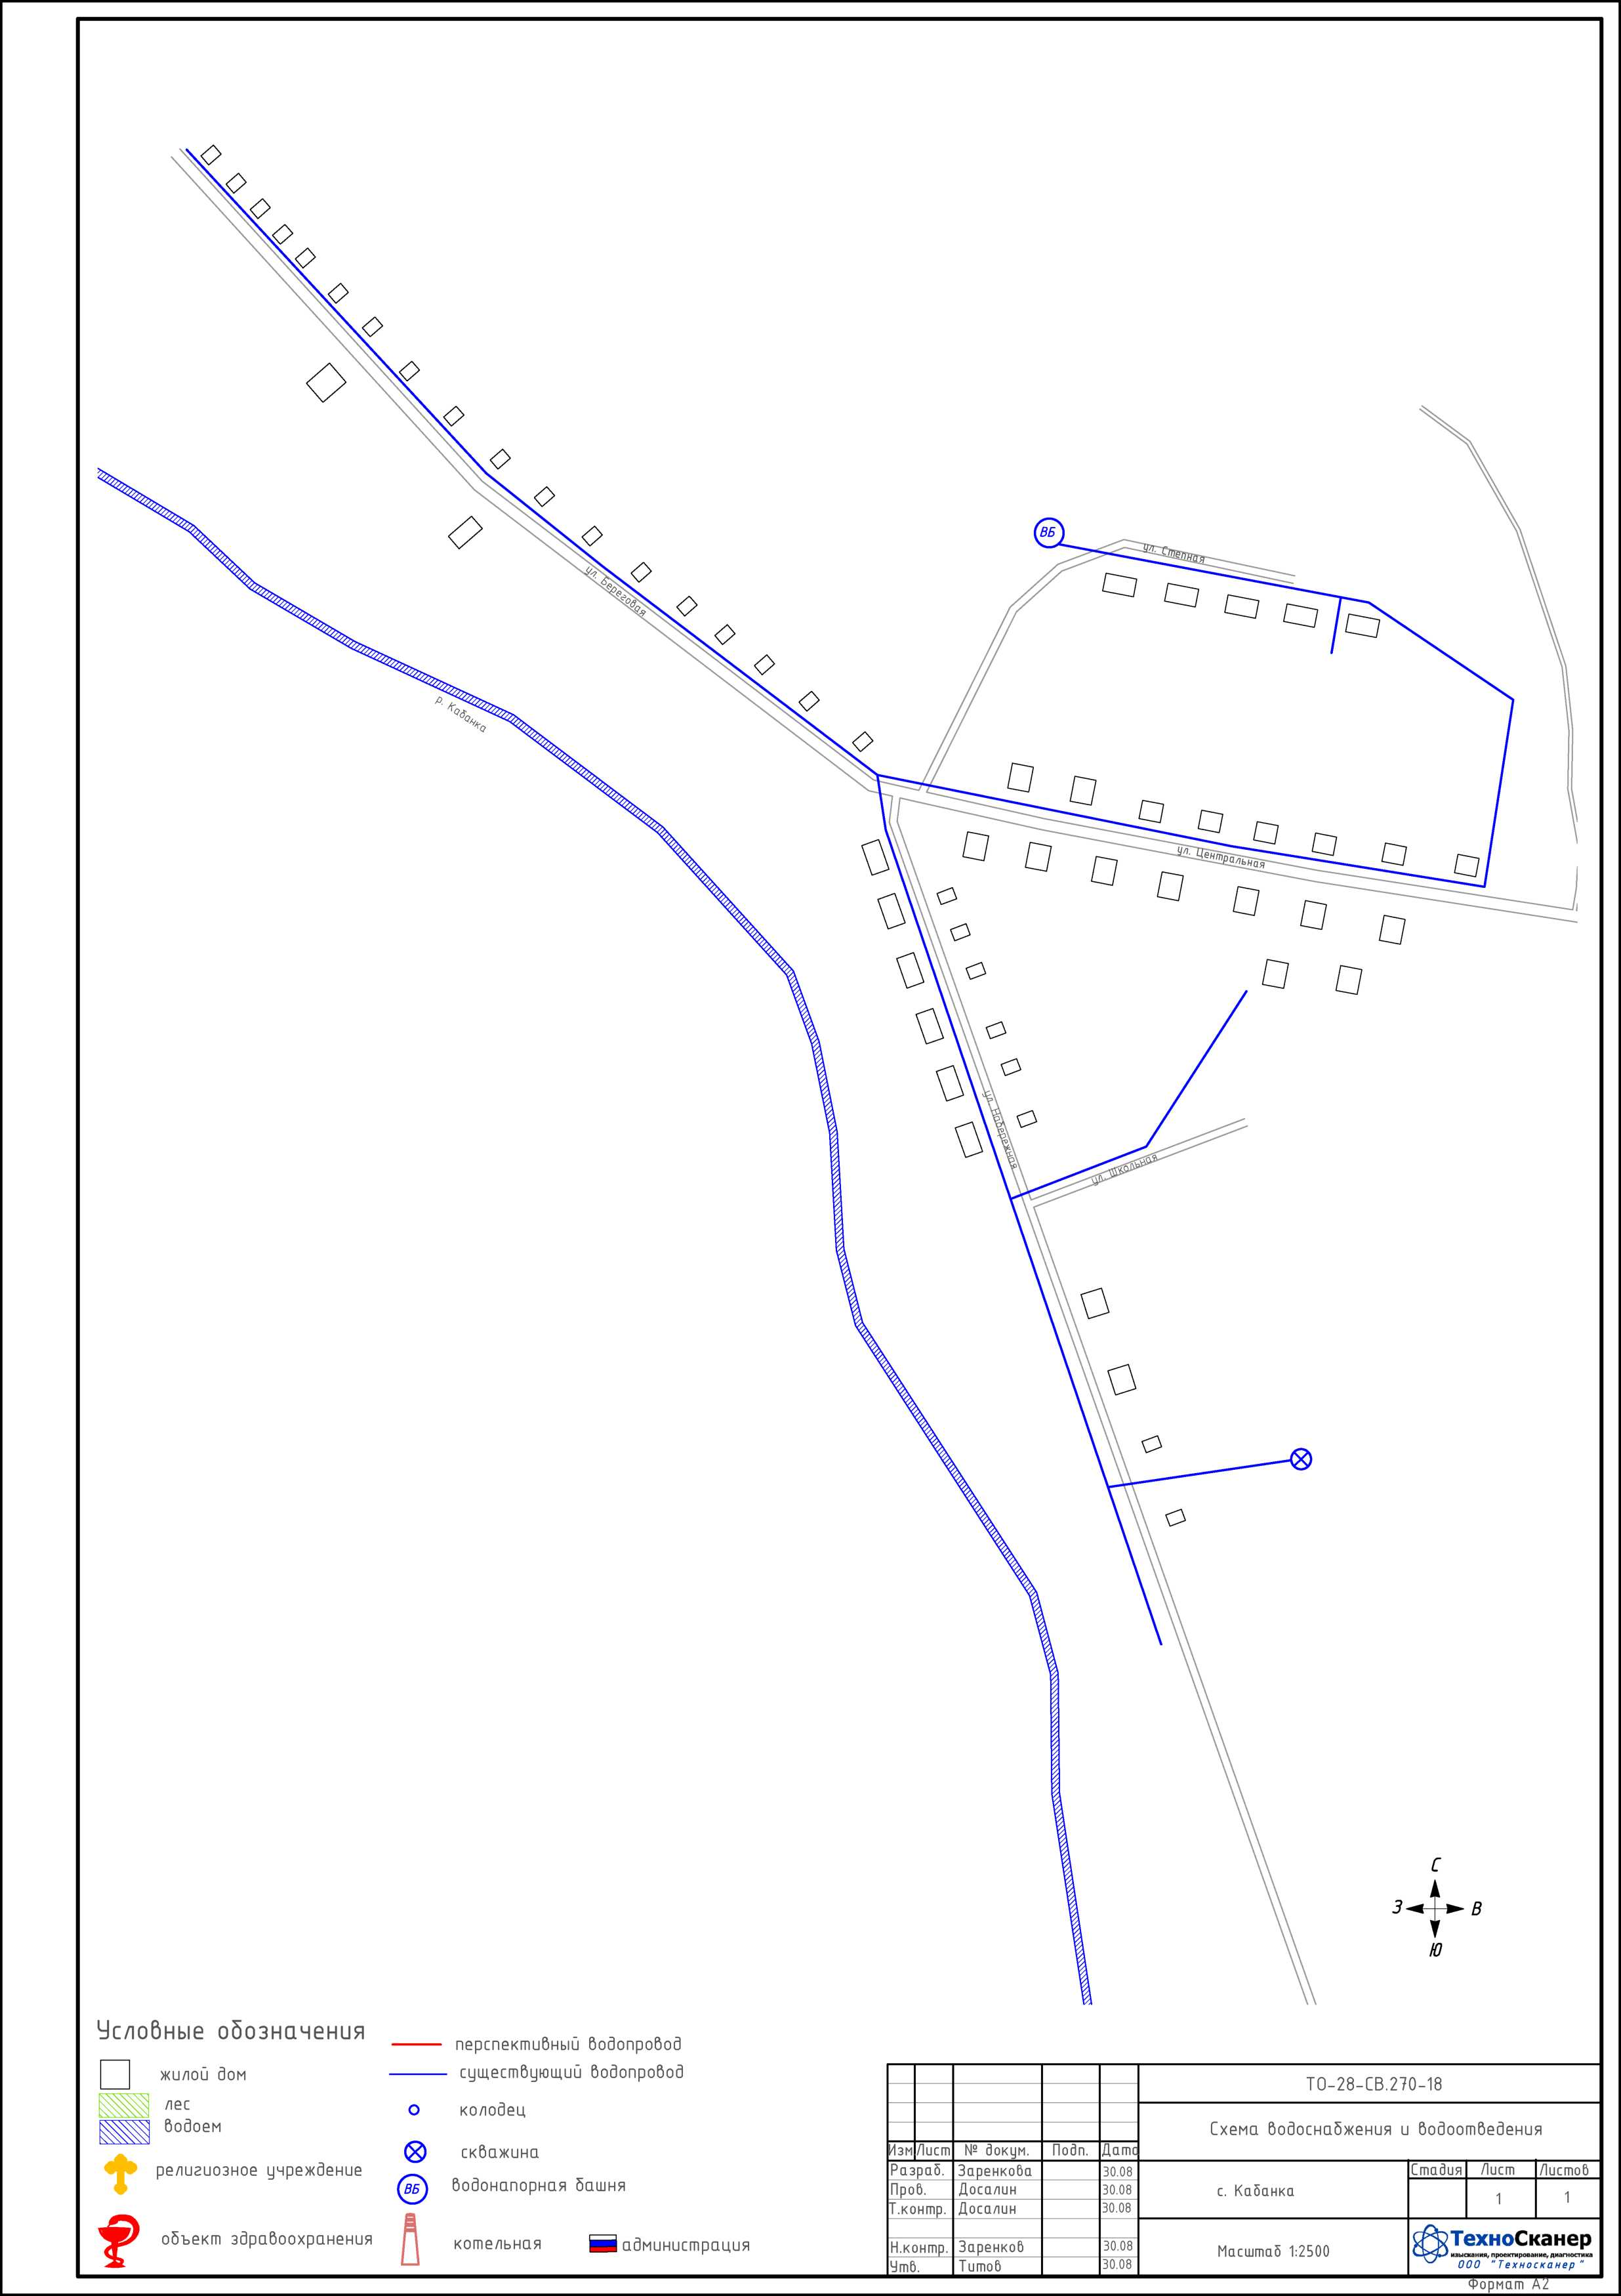 ВБ
ул. Степная
ул. Береговая
р. Кабанка
ул. Центральная
ул. Набережная
ул. Школьная
С
З
В
Ю
Условные обозначения
жилой дом
лес
водоем
религиозное учреждение
объект здравоохранения
перспективный водопровод
существующий водопровод
колодец
скважина
ВБ
водонапорная башня
котельная
администрация
ТО-28-СВ.270-18
Схема водоснабжения и водоотведения
Изм Лист № докум. Подп. Дата
Разраб. Заренкова 30.08
Пров. Досалин 30.08
Т.контр. Досалин 30.08
Н.контр. Заренков 30.08
Утв. Титов 30.08
с. Кабанка
Стадия Лист Листов
1 1
Масштаб 1:2500
ТехноСканер
изыскания, проектирование, диагностика
ООО "Техносканер"
Формат А2